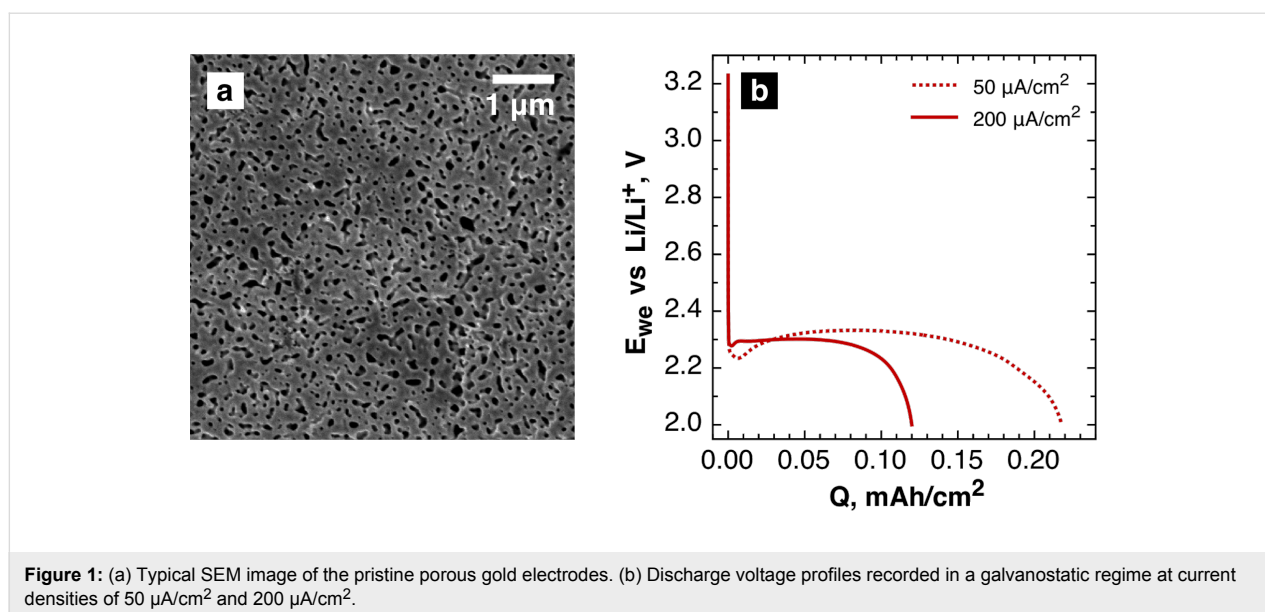 a
1 μm
b
50 μA/cm²
200 μA/cm²
3.2
3.0
2.8
2.6
2.4
2.2
2.0
E_we vs Li/Li⁺, V
0.00 0.05 0.10 0.15 0.20
Q, mAh/cm²
Figure 1: (a) Typical SEM image of the pristine porous gold electrodes. (b) Discharge voltage profiles recorded in a galvanostatic regime at current
densities of 50 μA/cm² and 200 μA/cm².